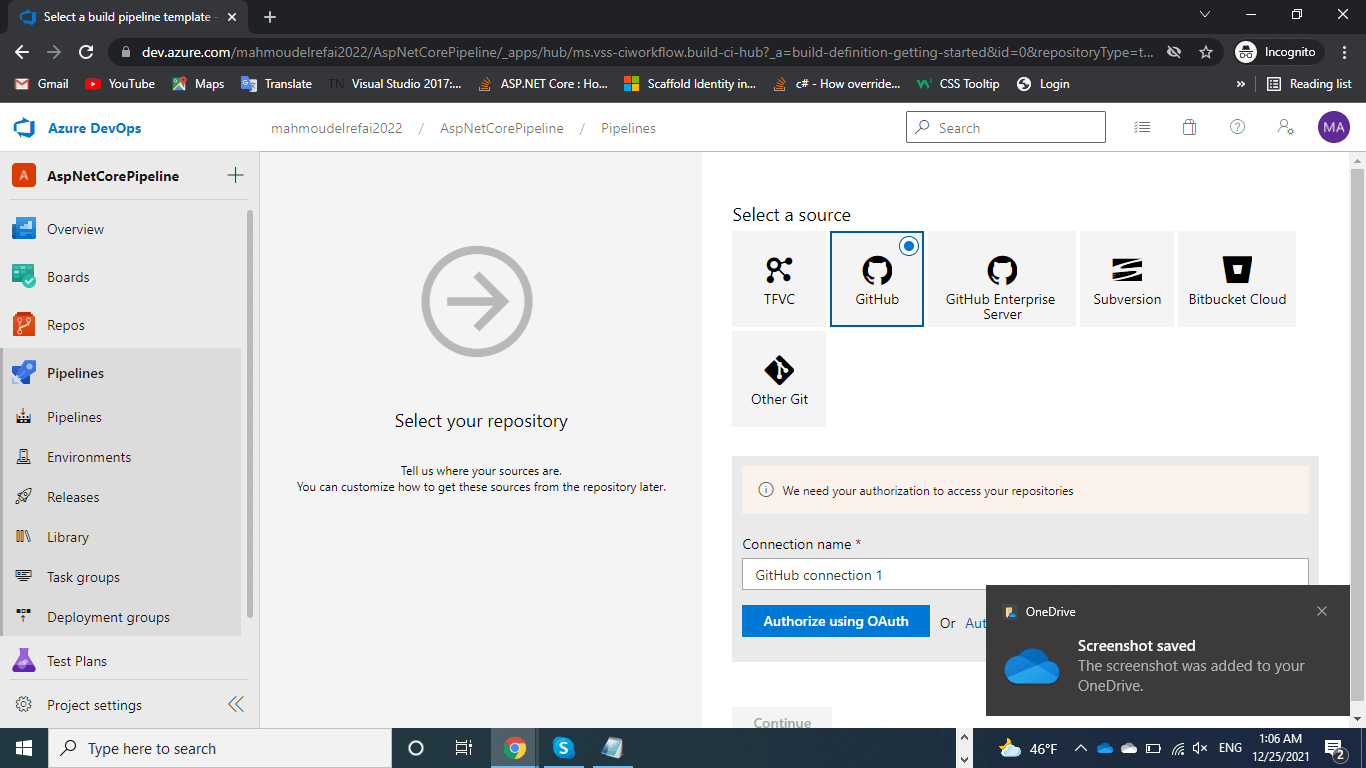 Select a build pipeline template -
dev.azure.com/mahmoudelrefai2022/AspNetCorePipeline/_apps/hub/ms.vss-ciworkflow.build-ci-hub?_a=build-definition-getting-started&id=0&repositoryType=t...
Incognito
Gmail
YouTube
Maps
Translate
TN Visual Studio 2017:...
ASP.NET Core : Ho...
Scaffold Identity in...
c# - How override...
CSS Tooltip
Login
»
Reading list
Azure DevOps
mahmoudelrefai2022 / AspNetCorePipeline / Pipelines
Search
MA
A AspNetCorePipeline
Overview
Boards
Repos
Pipelines
Pipelines
Environments
Releases
Library
Task groups
Deployment groups
Test Plans
Project settings
Select your repository
Tell us where your sources are.
You can customize how to get these sources from the repository later.
Select a source
TFVC
GitHub
GitHub Enterprise
Server
Subversion
Bitbucket Cloud
Other Git
We need your authorization to access your repositories
Connection name *
GitHub connection 1
Authorize using OAuth Or Aut
Continue
OneDrive
Screenshot saved
The screenshot was added to your
OneDrive.
Type here to search
46°F
ENG
1:06 AM
12/25/2021
2